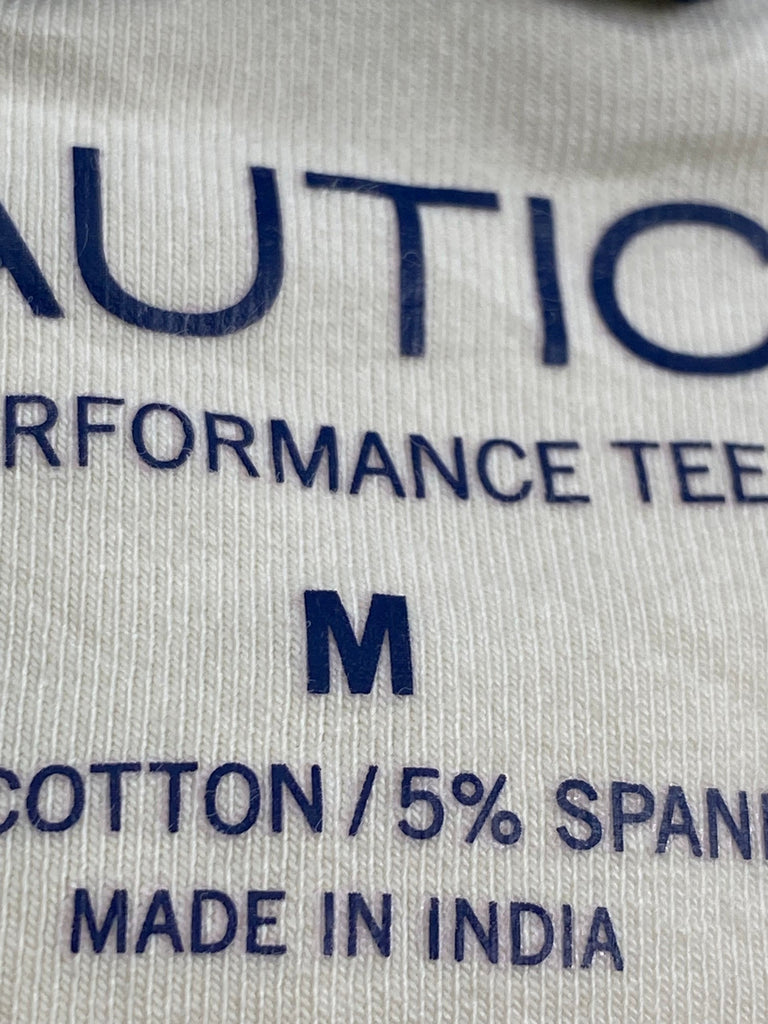 AUTIC
RFORMANCE TEE
M
COTTON / 5% SPAN
MADE IN INDIA